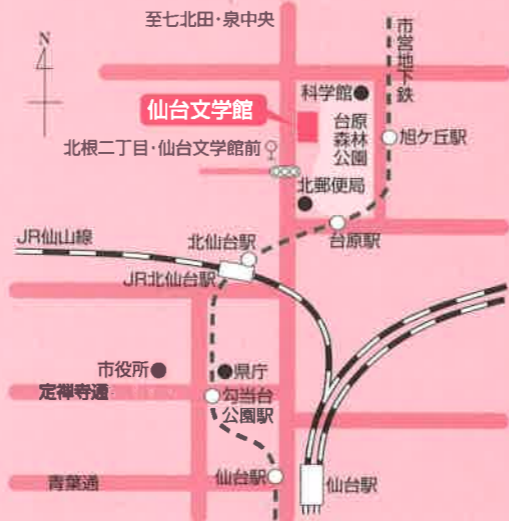 至七北田・泉中央
N
市営地下鉄
科学館
仙台文学館
台原
森林
公園
旭ケ丘駅
北根二丁目・仙台文学館前
北郵便局
台原駅
JR仙山線
北仙台駅
JR北仙台駅
市役所
県庁
定禅寺通
勾当台
公園駅
仙台駅
仙台駅
青葉通